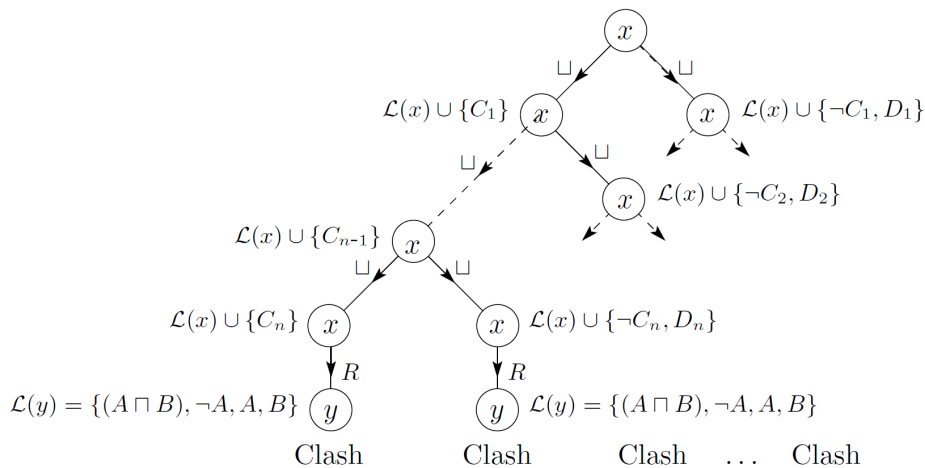 x
⊔ ⊔
ℒ(x) ∪ {C₁} x x ℒ(x) ∪ {¬C₁, D₁}
⊔ ⊔
x ℒ(x) ∪ {¬C₂, D₂}
ℒ(x) ∪ {Cₙ₋₁} x
⊔ ⊔
ℒ(x) ∪ {Cₙ} x x ℒ(x) ∪ {¬Cₙ, Dₙ}
R R
ℒ(y) = {(A ⊓ B), ¬A, A, B} y y ℒ(y) = {(A ⊓ B), ¬A, A, B}
Clash Clash Clash … Clash